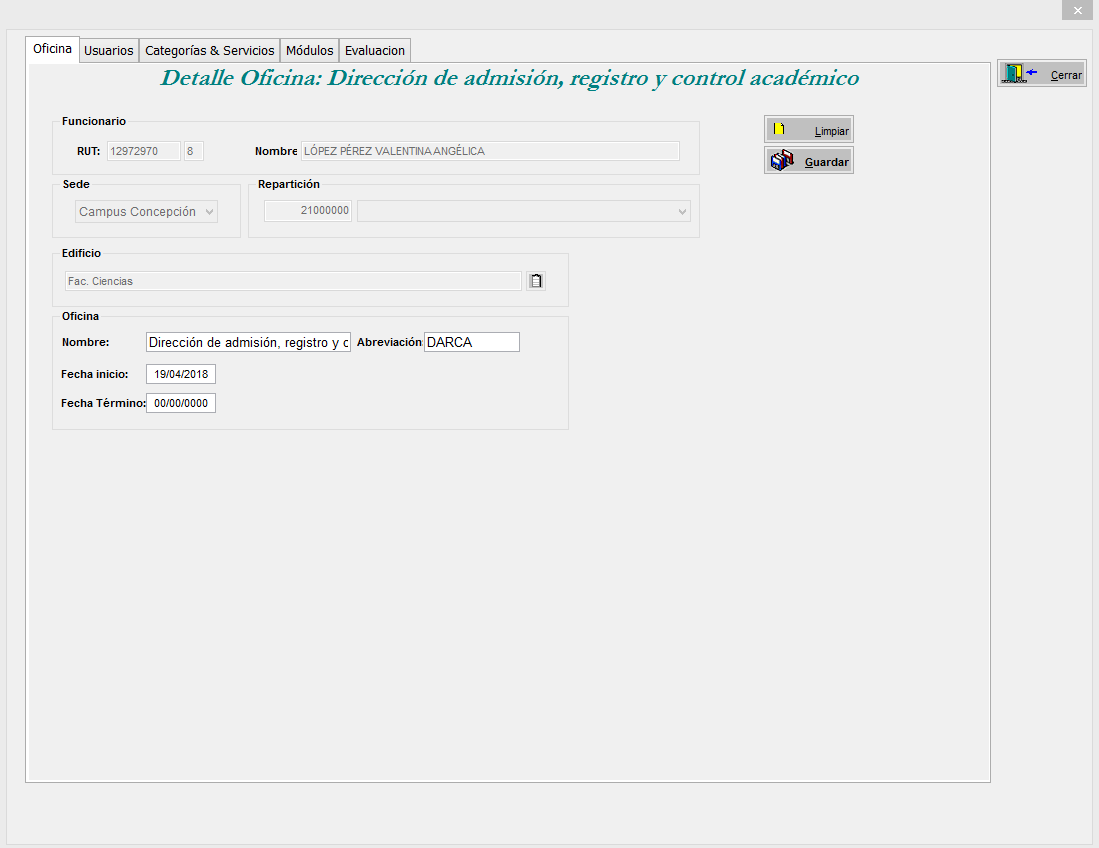 Oficina Usuarios Categorías & Servicios Módulos Evaluacion
Detalle Oficina: Dirección de admisión, registro y control académico
Cerrar
Funcionario
RUT: 12972970 8 Nombre LÓPEZ PÉREZ VALENTINA ANGÉLICA
Limpiar
Guardar
Sede
Campus Concepción
Repartición
21000000
Edificio
Fac. Ciencias
Oficina
Nombre: Dirección de admisión, registro y c Abreviación: DARCA
Fecha inicio: 19/04/2018
Fecha Término: 00/00/0000